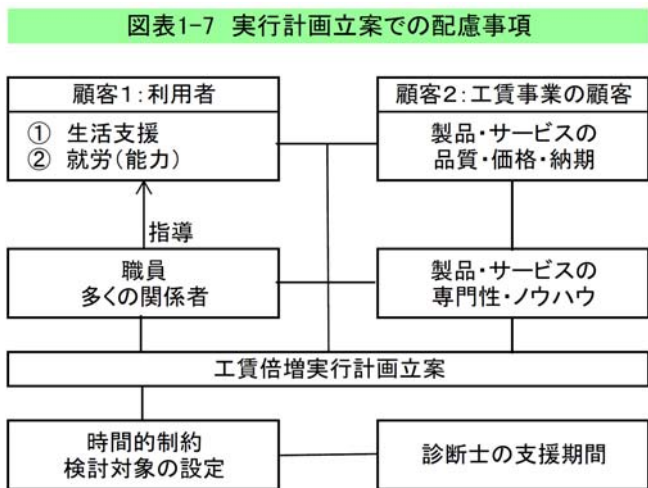 図表1-7 実行計画立案での配慮事項
顧客1:利用者
① 生活支援
② 就労(能力)
顧客2:工賃事業の顧客
製品・サービスの
品質・価格・納期
指導
職員
多くの関係者
製品・サービスの
専門性・ノウハウ
工賃倍増実行計画立案
時間的制約
検討対象の設定
診断士の支援期間